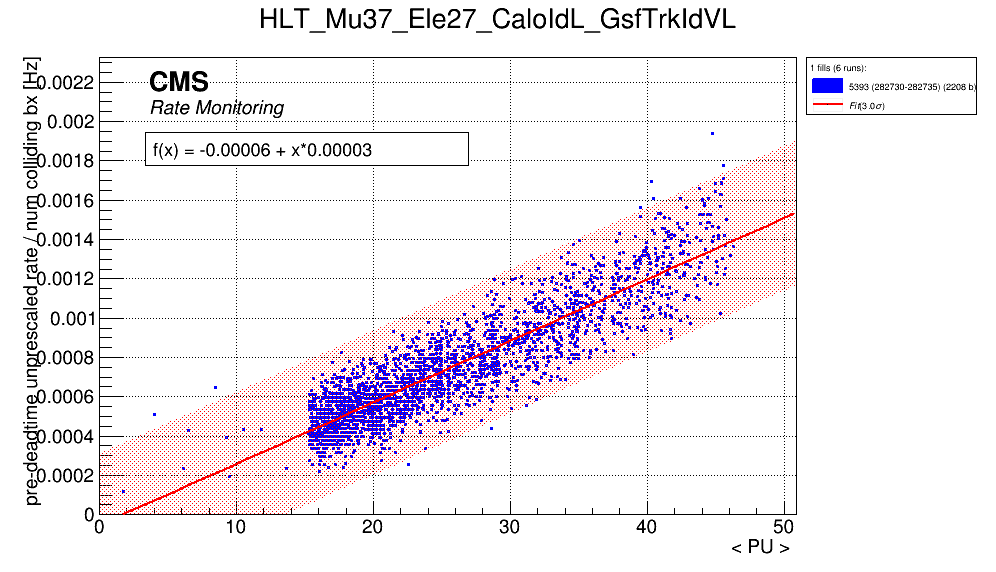 HLT_Mu37_Ele27_CaloIdL_GsfTrkIdVL
pre-deadtime unprescaled rate / num colliding bx [Hz]
CMS
Rate Monitoring
f(x) = -0.00006 + x*0.00003
0.0022
0.002
0.0018
0.0016
0.0014
0.0012
0.001
0.0008
0.0006
0.0004
0.0002
0
0 10 20 30 40 50
< PU >
1 fills (6 runs):
5393 (282730-282735) (2208 b)
Fit(3.0σ)